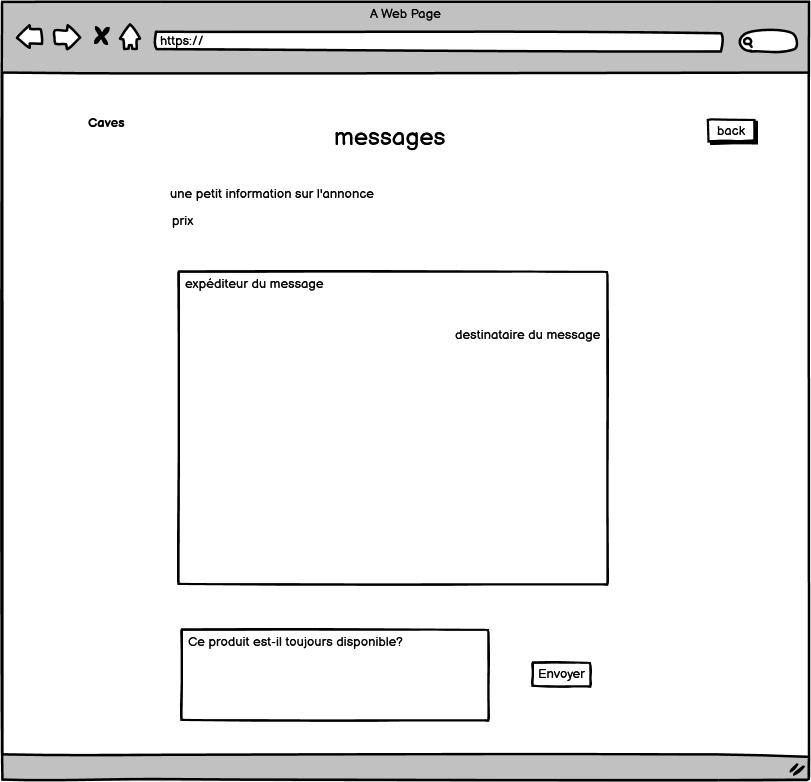 A Web Page
https://
Caves
messages
back
une petit information sur l'annonce
prix
expéditeur du message
destinataire du message
Ce produit est-il toujours disponible?
Envoyer